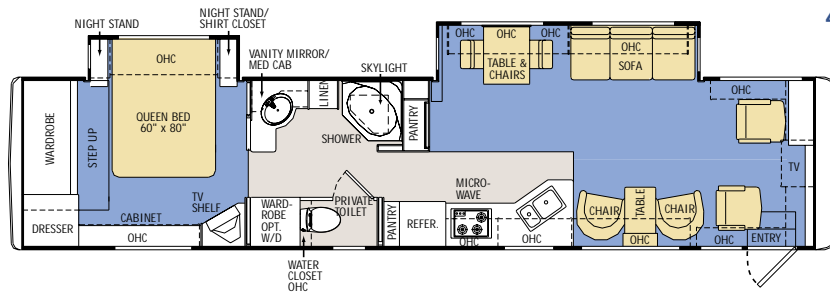 NIGHT STAND
NIGHT STAND/
SHIRT CLOSET
OHC
VANITY MIRROR/
MED CAB
SKYLIGHT
OHC
OHC
TABLE &
CHAIRS
OHC
SOFA
OHC
WARDROBE
STEP UP
QUEEN BED
60" x 80"
LINEN
SHOWER
PANTRY
TV
TV
SHELF
CABINET
DRESSER
OHC
WARD-
ROBE
OPT.
W/D
PRIVATE
TOILET
PANTRY
REFER.
MICRO-
WAVE
OHC
OHC
CHAIR
TABLE
CHAIR
OHC
OHC
ENTRY
WATER
CLOSET
OHC